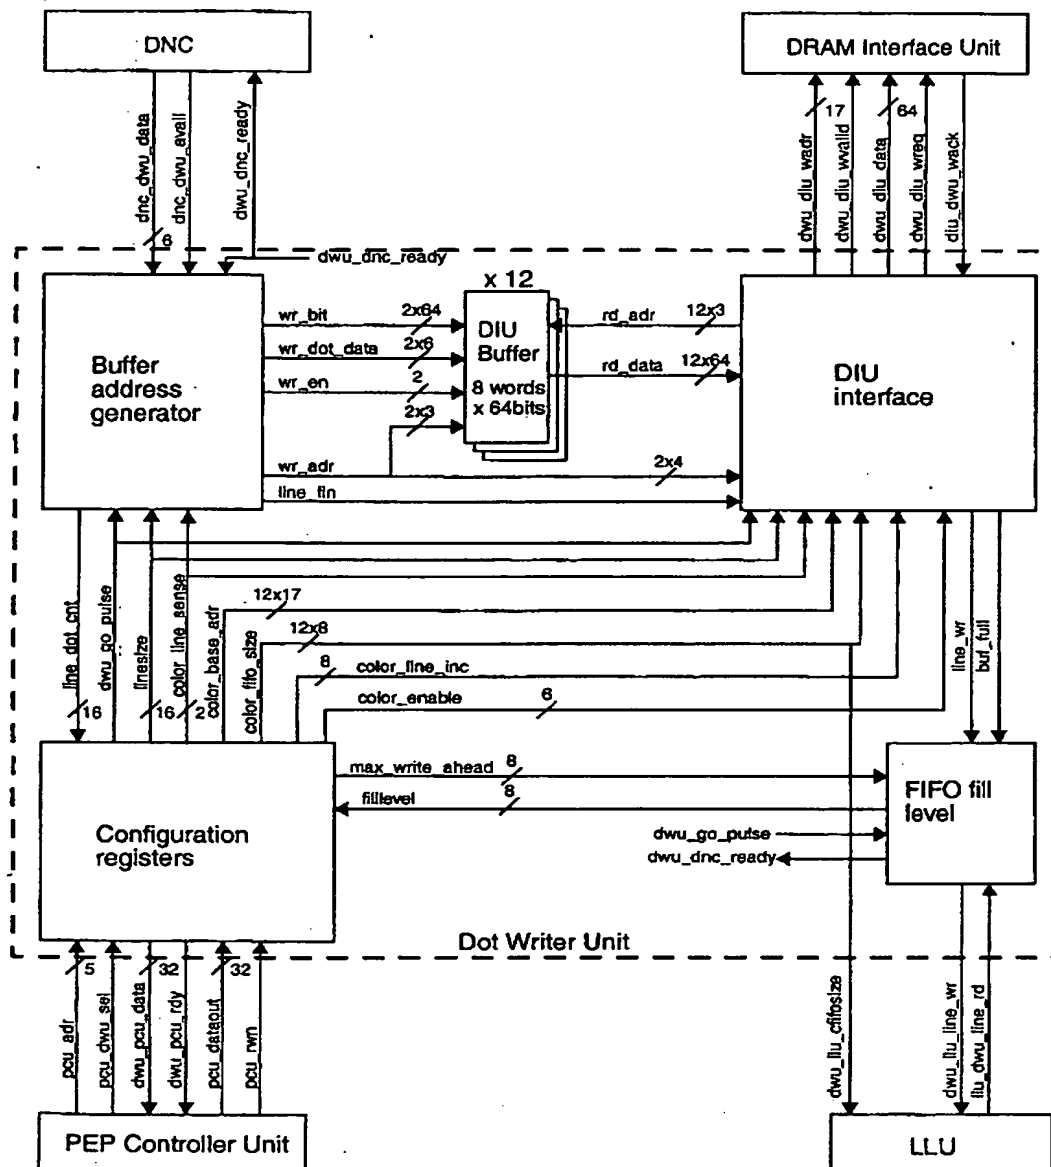 DNC
DRAM Interface Unit
dnc_dwu_data
6
dnc_dwu_avail
dwu_dnc_ready
dwu_diu_wadr
17
dwu_diu_wvalid
dwu_diu_data
64
dwu_diu_wreq
diu_dwu_wack
dwu_dnc_ready
x 12
Buffer
address
generator
wr_bit
2x64
wr_dot_data
2x6
wr_en
2
2x3
wr_adr
2x4
line_fin
DIU
Buffer
8 words
x 64bits
rd_adr
12x3
rd_data
12x64
DIU
interface
line_dot_cnt
16
dwu_go_pulse
linesize
16
color_line_sense
2
color_base_adr
12x17
color_fifo_size
12x8
8
color_line_inc
color_enable
6
line_wr
buf_full
Configuration
registers
max_write_ahead
8
filllevel
8
dwu_go_pulse
dwu_dnc_ready
FIFO fill
level
Dot Writer Unit
pcu_adr
5
pcu_dwu_sel
dwu_pcu_data
32
dwu_pcu_rdy
pcu_dataout
32
pcu_rwn
dwu_llu_cfifosize
dwu_llu_line_wr
llu_dwu_line_rd
PEP Controller Unit
LLU